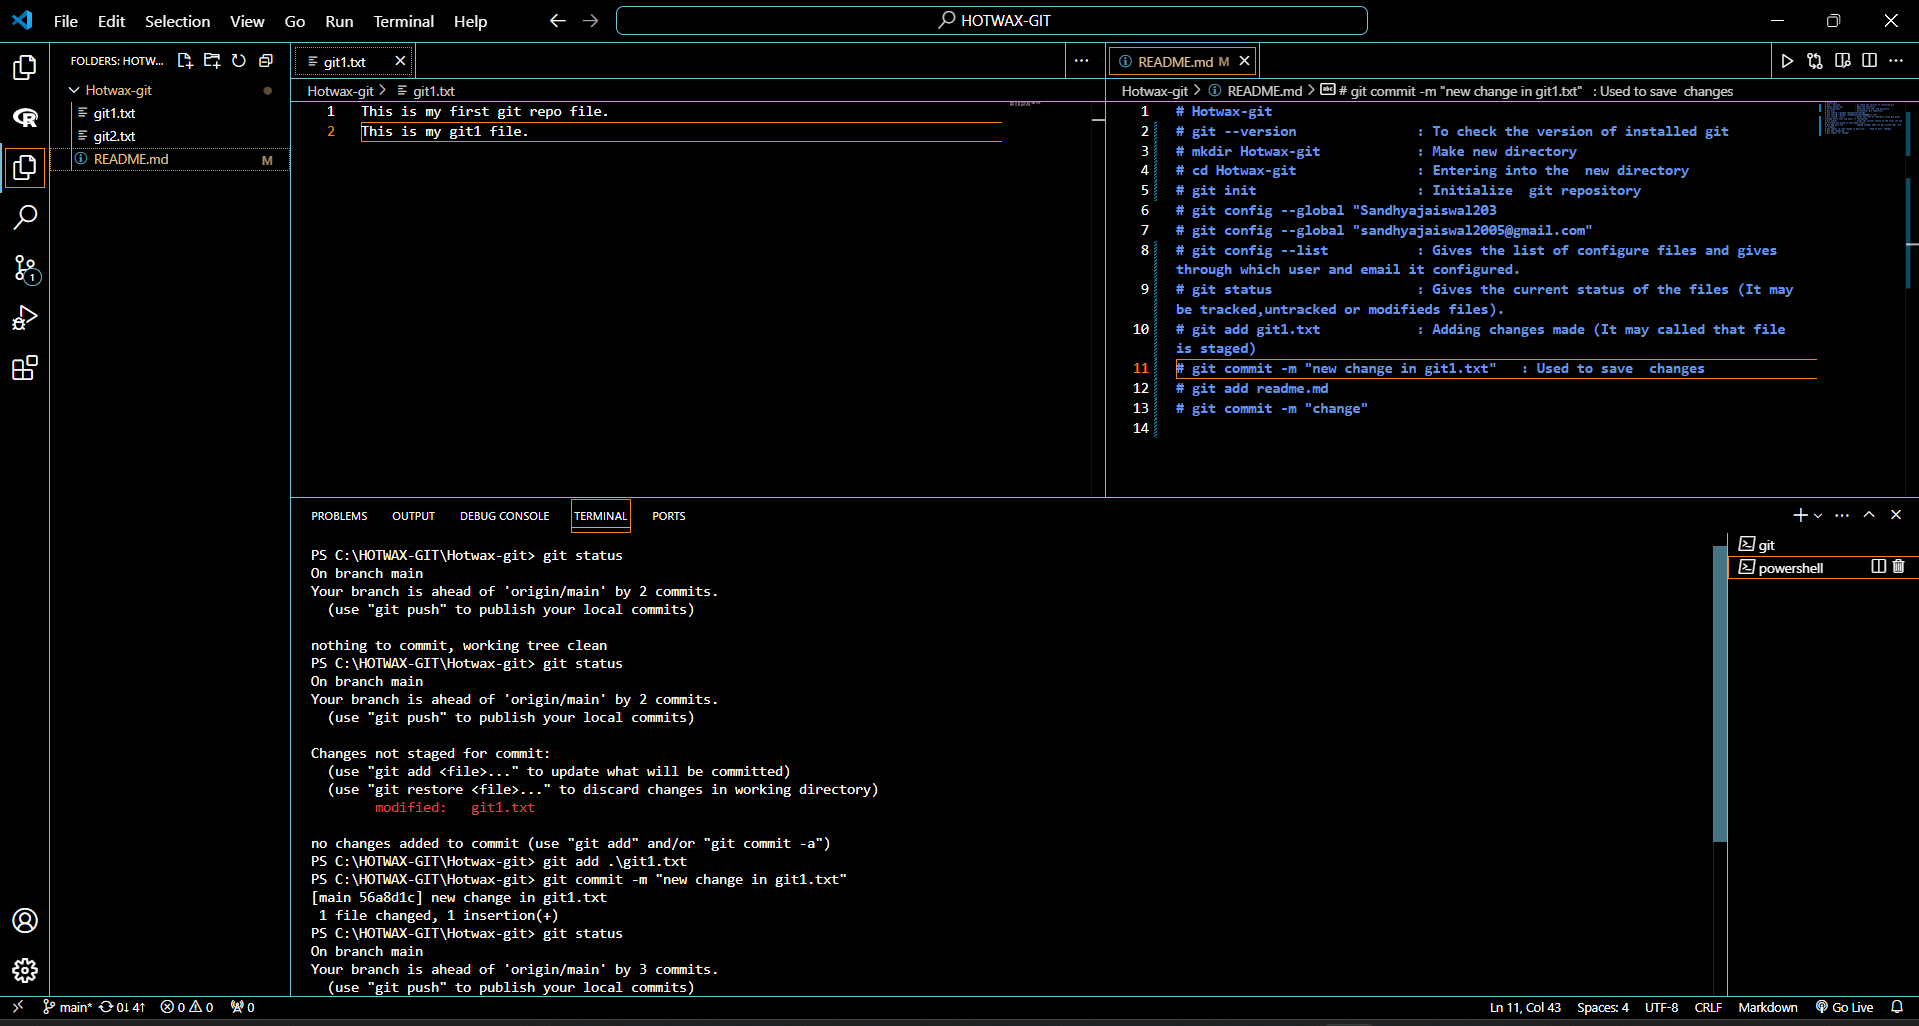 File Edit Selection View Go Run Terminal Help
HOTWAX-GIT
FOLDERS: HOTW...
Hotwax-git
git1.txt
git2.txt
README.md M
1
git1.txt
Hotwax-git > git1.txt
1 This is my first git repo file.
2 This is my git1 file.
README.md M
Hotwax-git > README.md > # git commit -m "new change in git1.txt" : Used to save changes
1 # Hotwax-git
2 # git --version : To check the version of installed git
3 # mkdir Hotwax-git : Make new directory
4 # cd Hotwax-git : Entering into the  new directory
5 # git init : Initialize  git repository
6 # git config --global "Sandhyajaiswal203
7 # git config --global "sandhyajaiswal2005@gmail.com"
8 # git config --list : Gives the list of configure files and gives
through which user and email it configured.
9 # git status : Gives the current status of the files (It may
be tracked,untracked or modifieds files).
10 # git add git1.txt : Adding changes made (It may called that file
is staged)
11 # git commit -m "new change in git1.txt" : Used to save  changes
12 # git add readme.md
13 # git commit -m "change"
14
PROBLEMS OUTPUT DEBUG CONSOLE TERMINAL PORTS
PS C:\HOTWAX-GIT\Hotwax-git> git status
On branch main
Your branch is ahead of 'origin/main' by 2 commits.
(use "git push" to publish your local commits)
nothing to commit, working tree clean
PS C:\HOTWAX-GIT\Hotwax-git> git status
On branch main
Your branch is ahead of 'origin/main' by 2 commits.
(use "git push" to publish your local commits)
Changes not staged for commit:
(use "git add <file>..." to update what will be committed)
(use "git restore <file>..." to discard changes in working directory)
modified:   git1.txt
no changes added to commit (use "git add" and/or "git commit -a")
PS C:\HOTWAX-GIT\Hotwax-git> git add .\git1.txt
PS C:\HOTWAX-GIT\Hotwax-git> git commit -m "new change in git1.txt"
[main 56a8d1c] new change in git1.txt
1 file changed, 1 insertion(+)
PS C:\HOTWAX-GIT\Hotwax-git> git status
On branch main
Your branch is ahead of 'origin/main' by 3 commits.
(use "git push" to publish your local commits)
git
powershell
main* 0↓ 4↑ 0 0 0
Ln 11, Col 43 Spaces: 4 UTF-8 CRLF Markdown Go Live